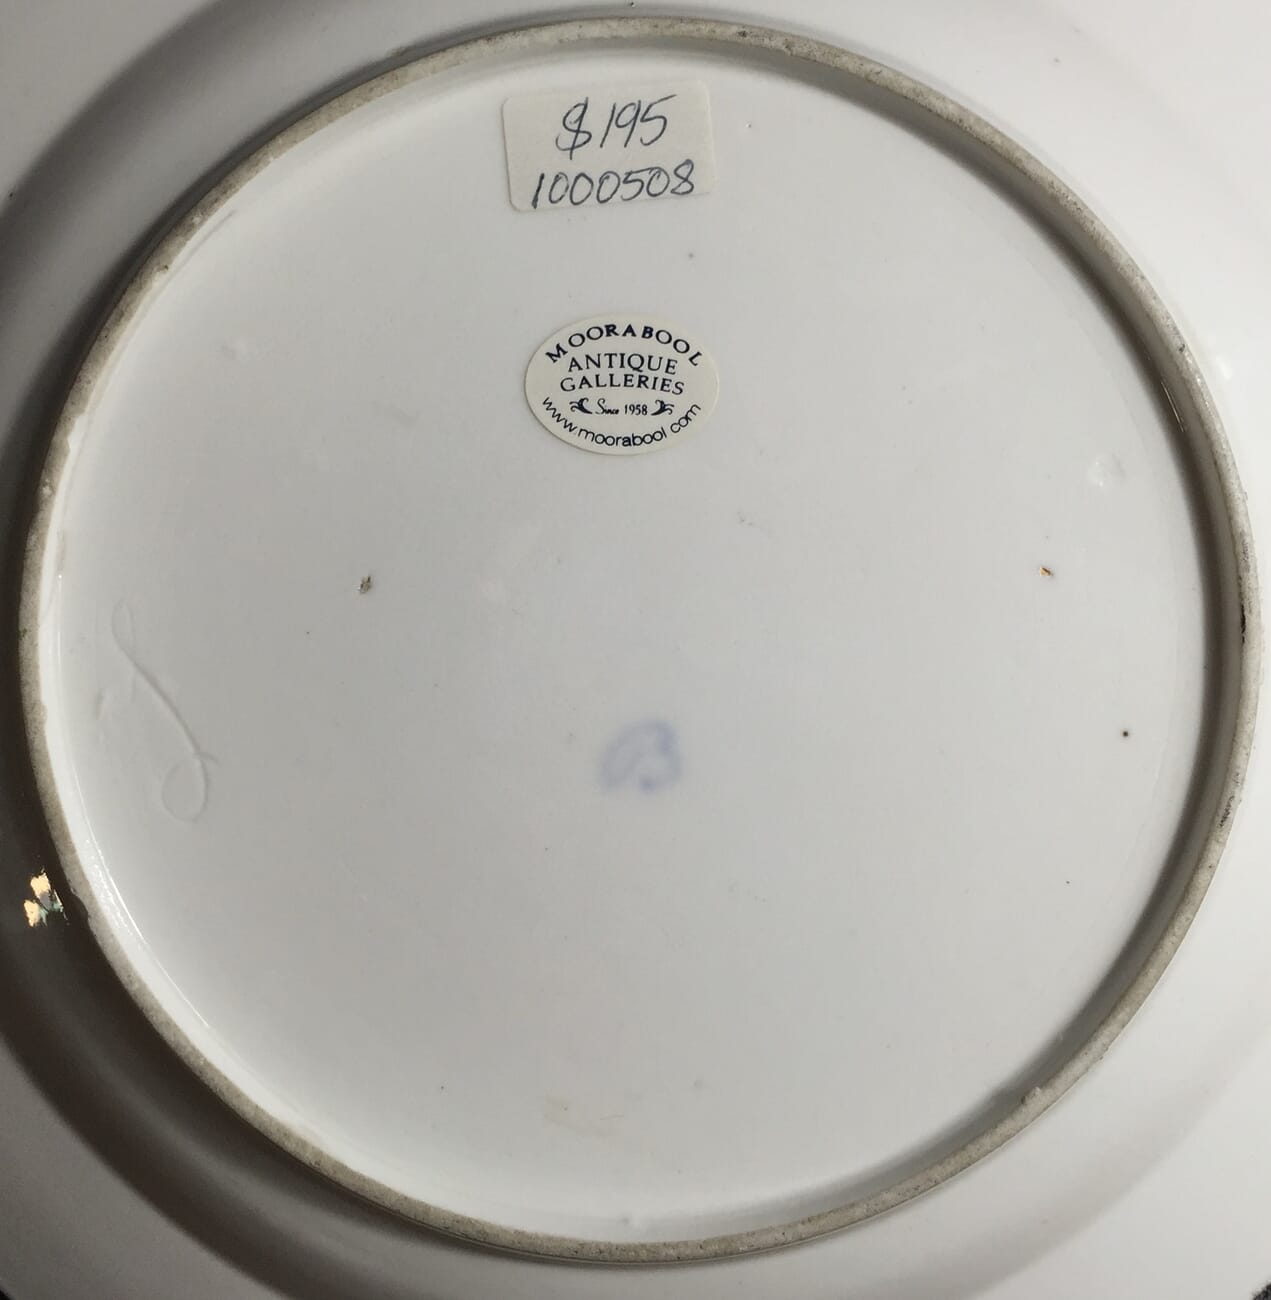 $195
1000508
MOORABOOL
ANTIQUE
GALLERIES
Since 1958
www.moorabool.com
B